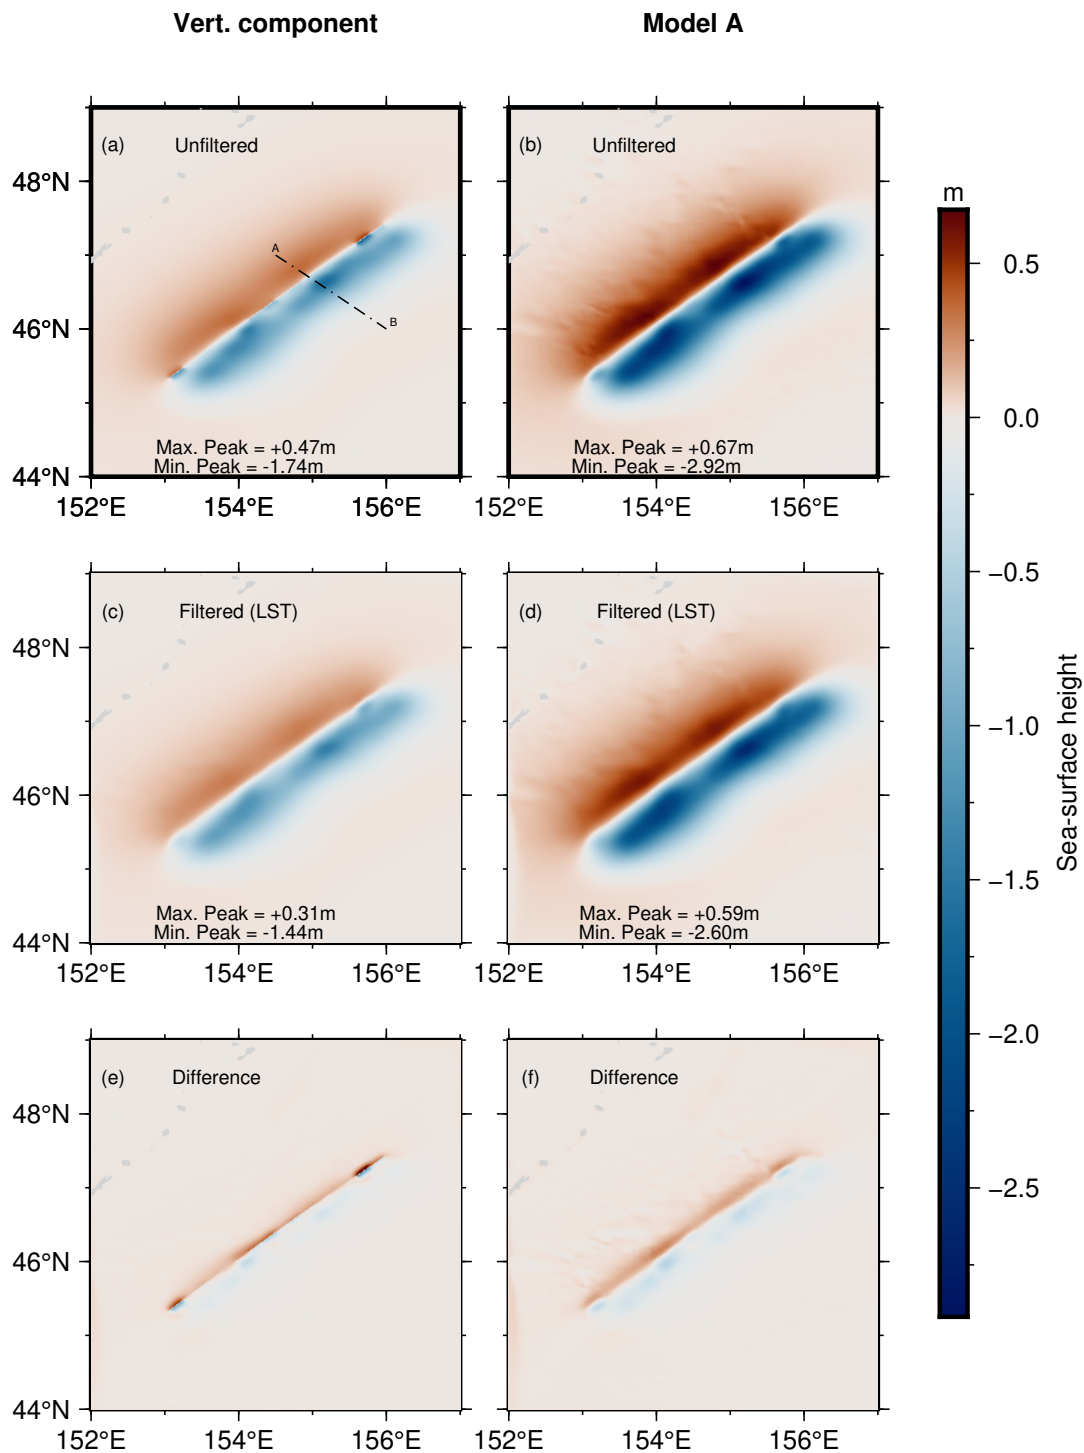 Vert. component
Model A
(a) Unfiltered
(b) Unfiltered
48°N
46°N
44°N
A
B
Max. Peak = +0.47m
Min. Peak = -1.74m
Max. Peak = +0.67m
Min. Peak = -2.92m
152°E 154°E 156°E
152°E 154°E 156°E
(c) Filtered (LST)
(d) Filtered (LST)
48°N
46°N
44°N
Max. Peak = +0.31m
Min. Peak = -1.44m
Max. Peak = +0.59m
Min. Peak = -2.60m
152°E 154°E 156°E
152°E 154°E 156°E
(e) Difference
(f) Difference
48°N
46°N
44°N
152°E 154°E 156°E
152°E 154°E 156°E
m
0.5
0.0
−0.5
−1.0
−1.5
−2.0
−2.5
Sea-surface height